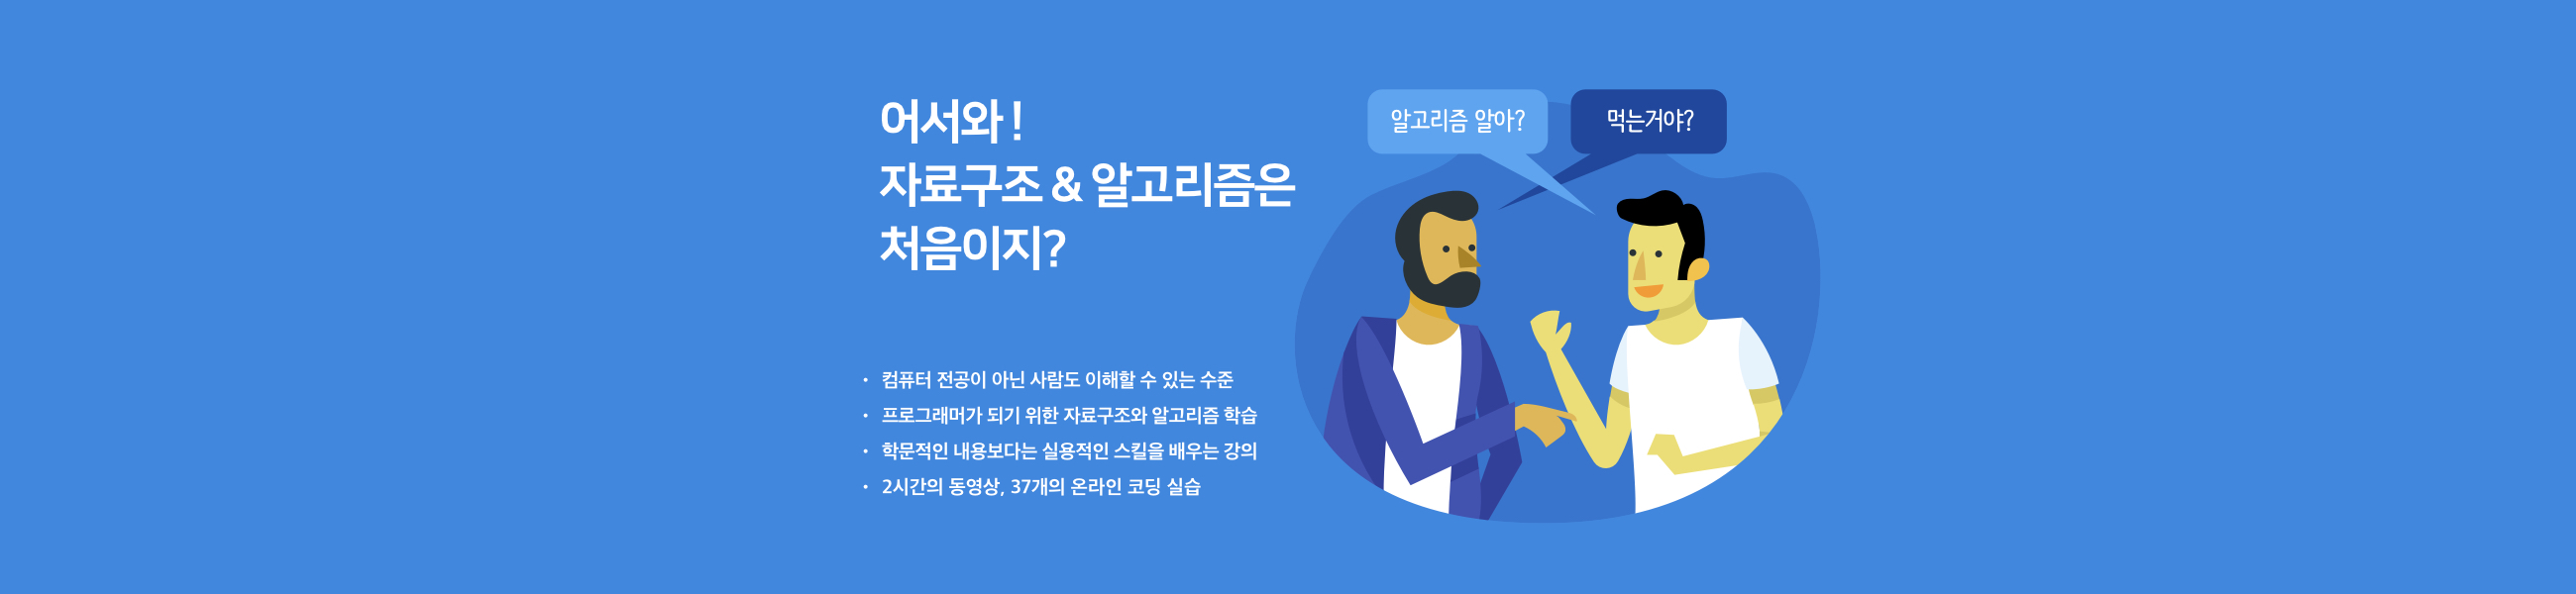 어서와!
자료구조 & 알고리즘은
처음이지?
알고리즘 알아?
먹는거야?
• 컴퓨터 전공이 아닌 사람도 이해할 수 있는 수준
• 프로그래머가 되기 위한 자료구조와 알고리즘 학습
• 학문적인 내용보다는 실용적인 스킬을 배우는 강의
• 2시간의 동영상, 37개의 온라인 코딩 실습